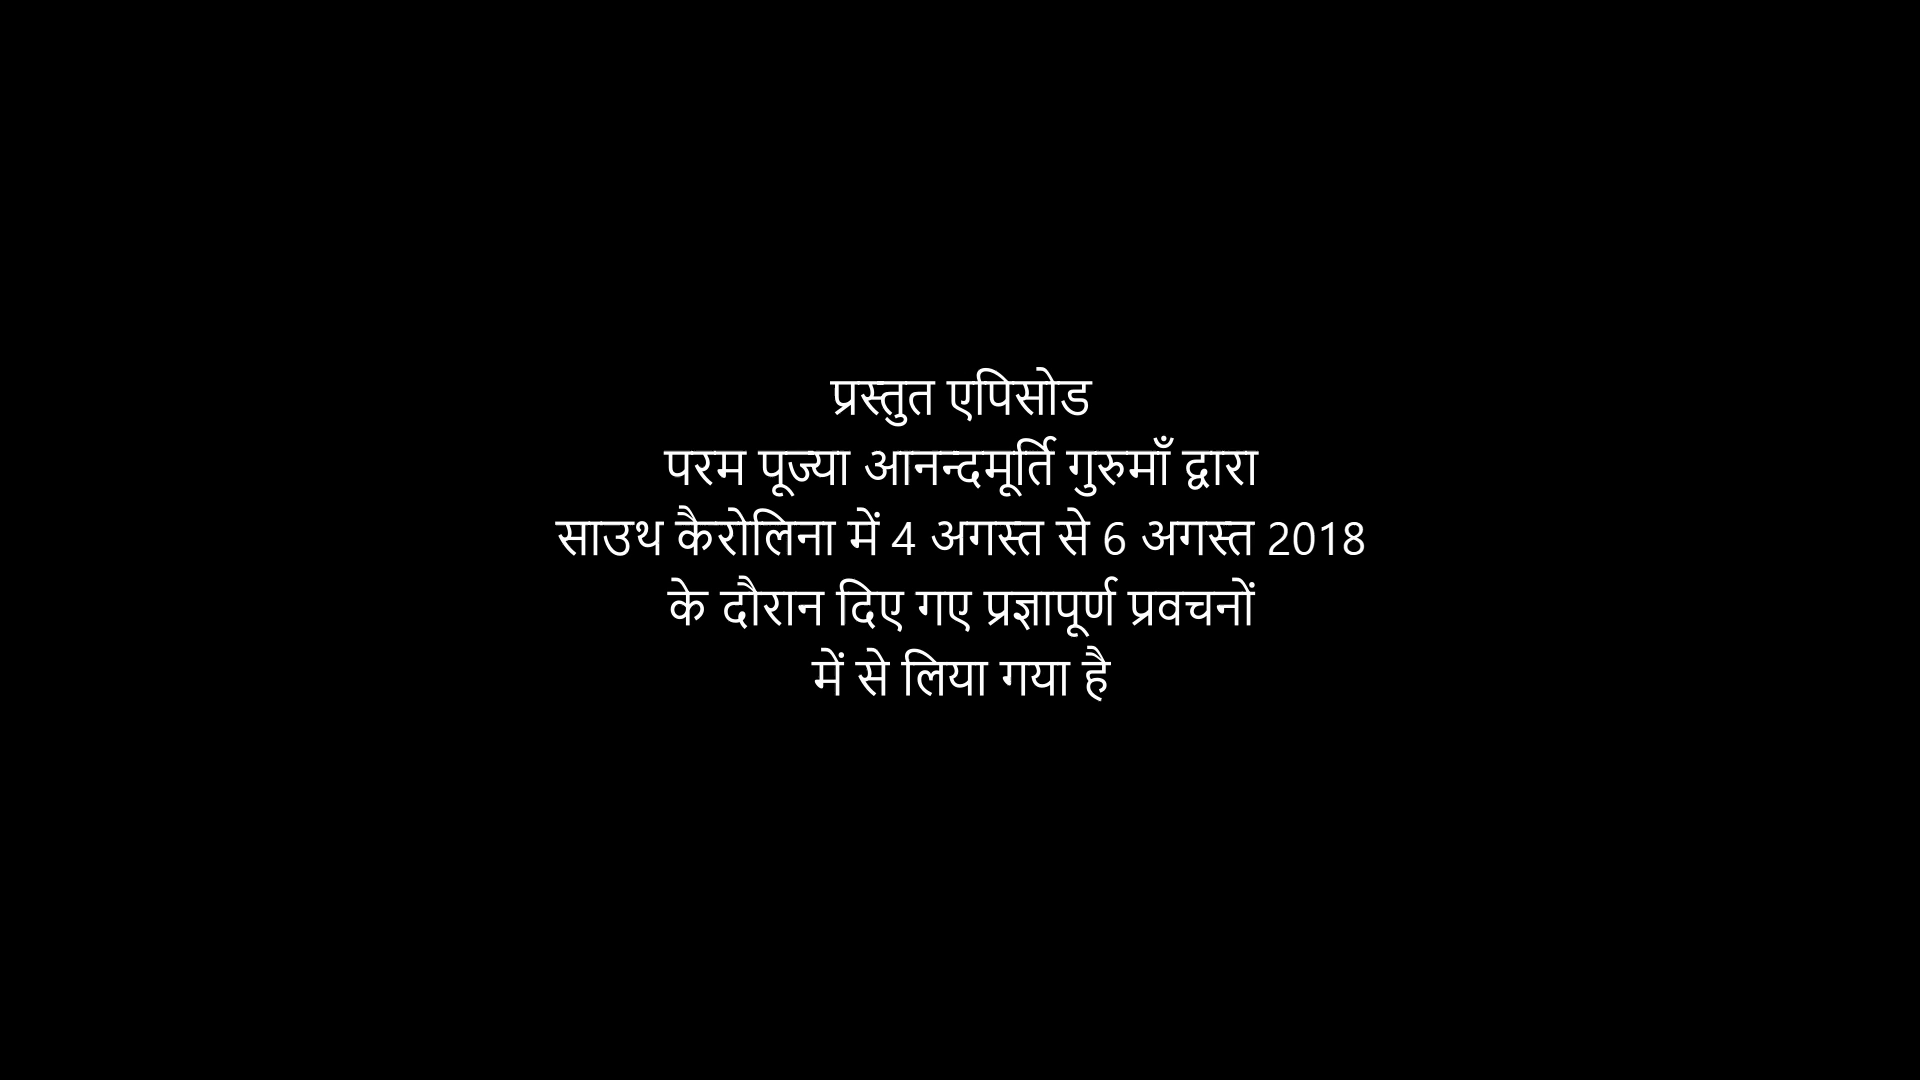 प्रस्तुत एपिसोड
परम पूज्या आनन्दमूर्ति गुरुमाँ द्वारा
साउथ कैरोलिना में 4 अगस्त से 6 अगस्त 2018
के दौरान दिए गए प्रज्ञापूर्ण प्रवचनों
में से लिया गया है